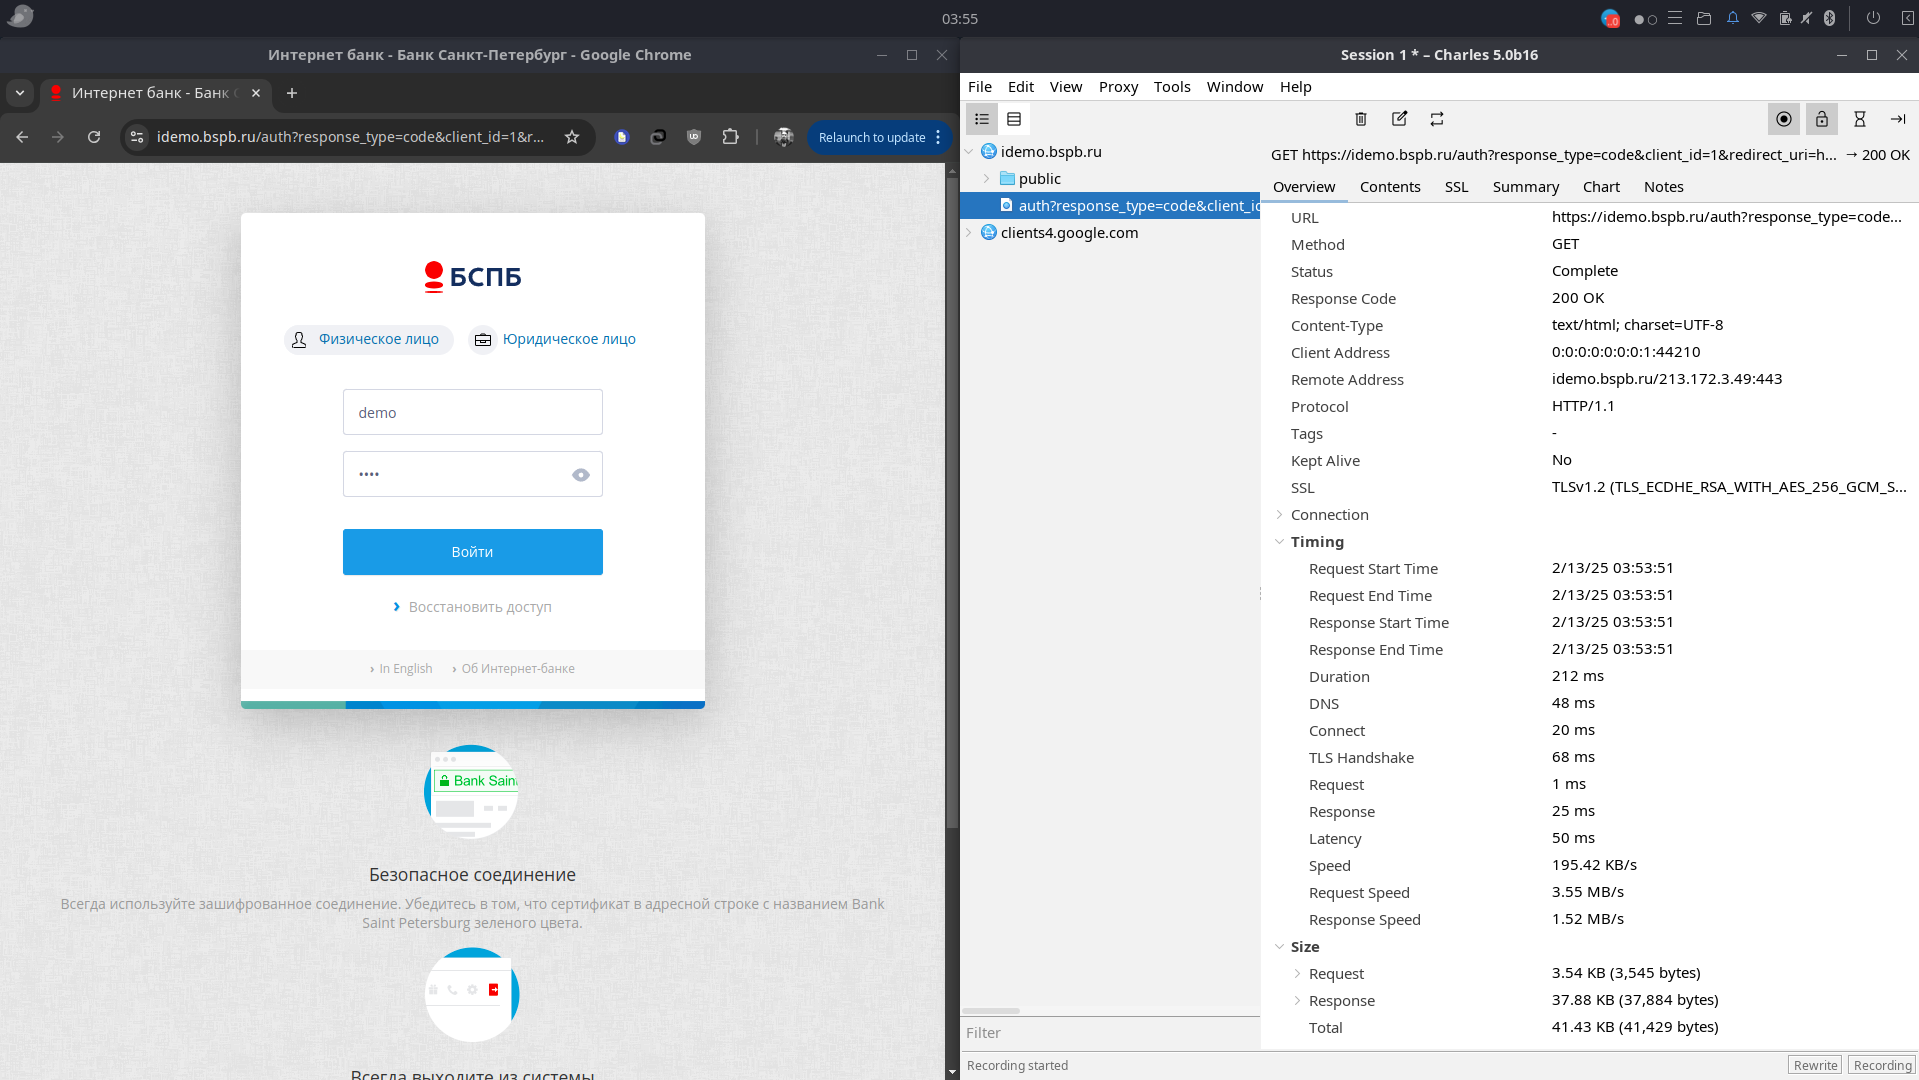 03:55
Интернет банк - Банк Санкт-Петербург - Google Chrome
Интернет банк - Банк С
idemo.bspb.ru/auth?response_type=code&client_id=1&r...
Relaunch to update
БСПБ
Физическое лицо
Юридическое лицо
demo
••••
Войти
› Восстановить доступ
› In English › Об Интернет-банке
Bank Sain
Безопасное соединение
Всегда используйте зашифрованное соединение. Убедитесь в том, что сертификат в адресной строке с названием Bank
Saint Petersburg зеленого цвета.
Всегда выходите из системы
Session 1 * – Charles 5.0b16
File Edit View Proxy Tools Window Help
idemo.bspb.ru
public
auth?response_type=code&client_id
clients4.google.com
Filter
GET https://idemo.bspb.ru/auth?response_type=code&client_id=1&redirect_uri=h... → 200 OK
Overview Contents SSL Summary Chart Notes
URL https://idemo.bspb.ru/auth?response_type=code...
Method GET
Status Complete
Response Code 200 OK
Content-Type text/html; charset=UTF-8
Client Address 0:0:0:0:0:0:0:1:44210
Remote Address idemo.bspb.ru/213.172.3.49:443
Protocol HTTP/1.1
Tags -
Kept Alive No
SSL TLSv1.2 (TLS_ECDHE_RSA_WITH_AES_256_GCM_S...
Connection
Timing
Request Start Time 2/13/25 03:53:51
Request End Time 2/13/25 03:53:51
Response Start Time 2/13/25 03:53:51
Response End Time 2/13/25 03:53:51
Duration 212 ms
DNS 48 ms
Connect 20 ms
TLS Handshake 68 ms
Request 1 ms
Response 25 ms
Latency 50 ms
Speed 195.42 KB/s
Request Speed 3.55 MB/s
Response Speed 1.52 MB/s
Size
Request 3.54 KB (3,545 bytes)
Response 37.88 KB (37,884 bytes)
Total 41.43 KB (41,429 bytes)
Recording started
Rewrite Recording